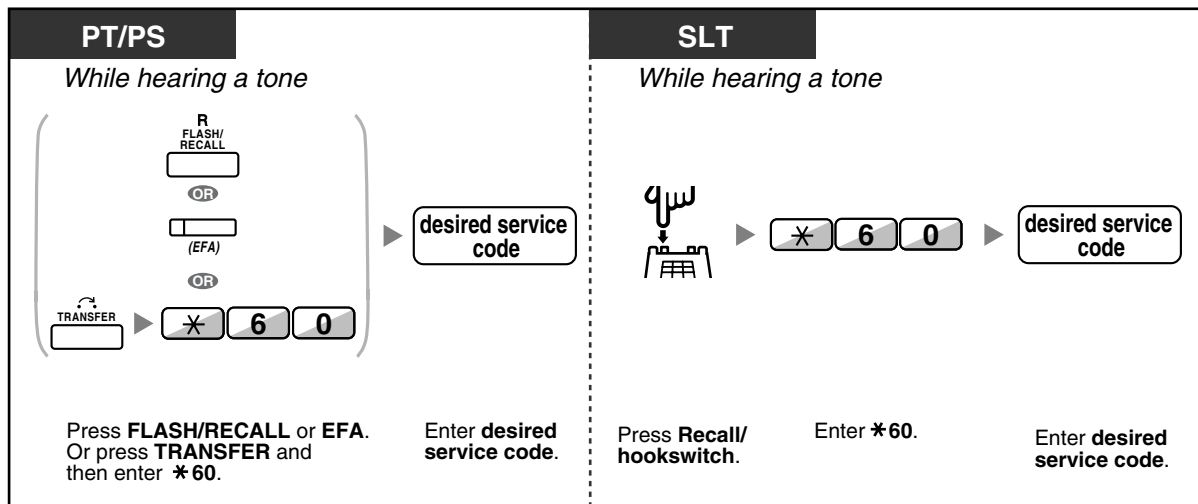 PT/PS
While hearing a tone
R
FLASH/
RECALL
OR
(EFA)
OR
TRANSFER
* 6 0
desired service
code
Press FLASH/RECALL or EFA.
Or press TRANSFER and
then enter *60.
Enter desired
service code.
SLT
While hearing a tone
* 6 0
desired service
code
Press Recall/
hookswitch.
Enter *60.
Enter desired
service code.